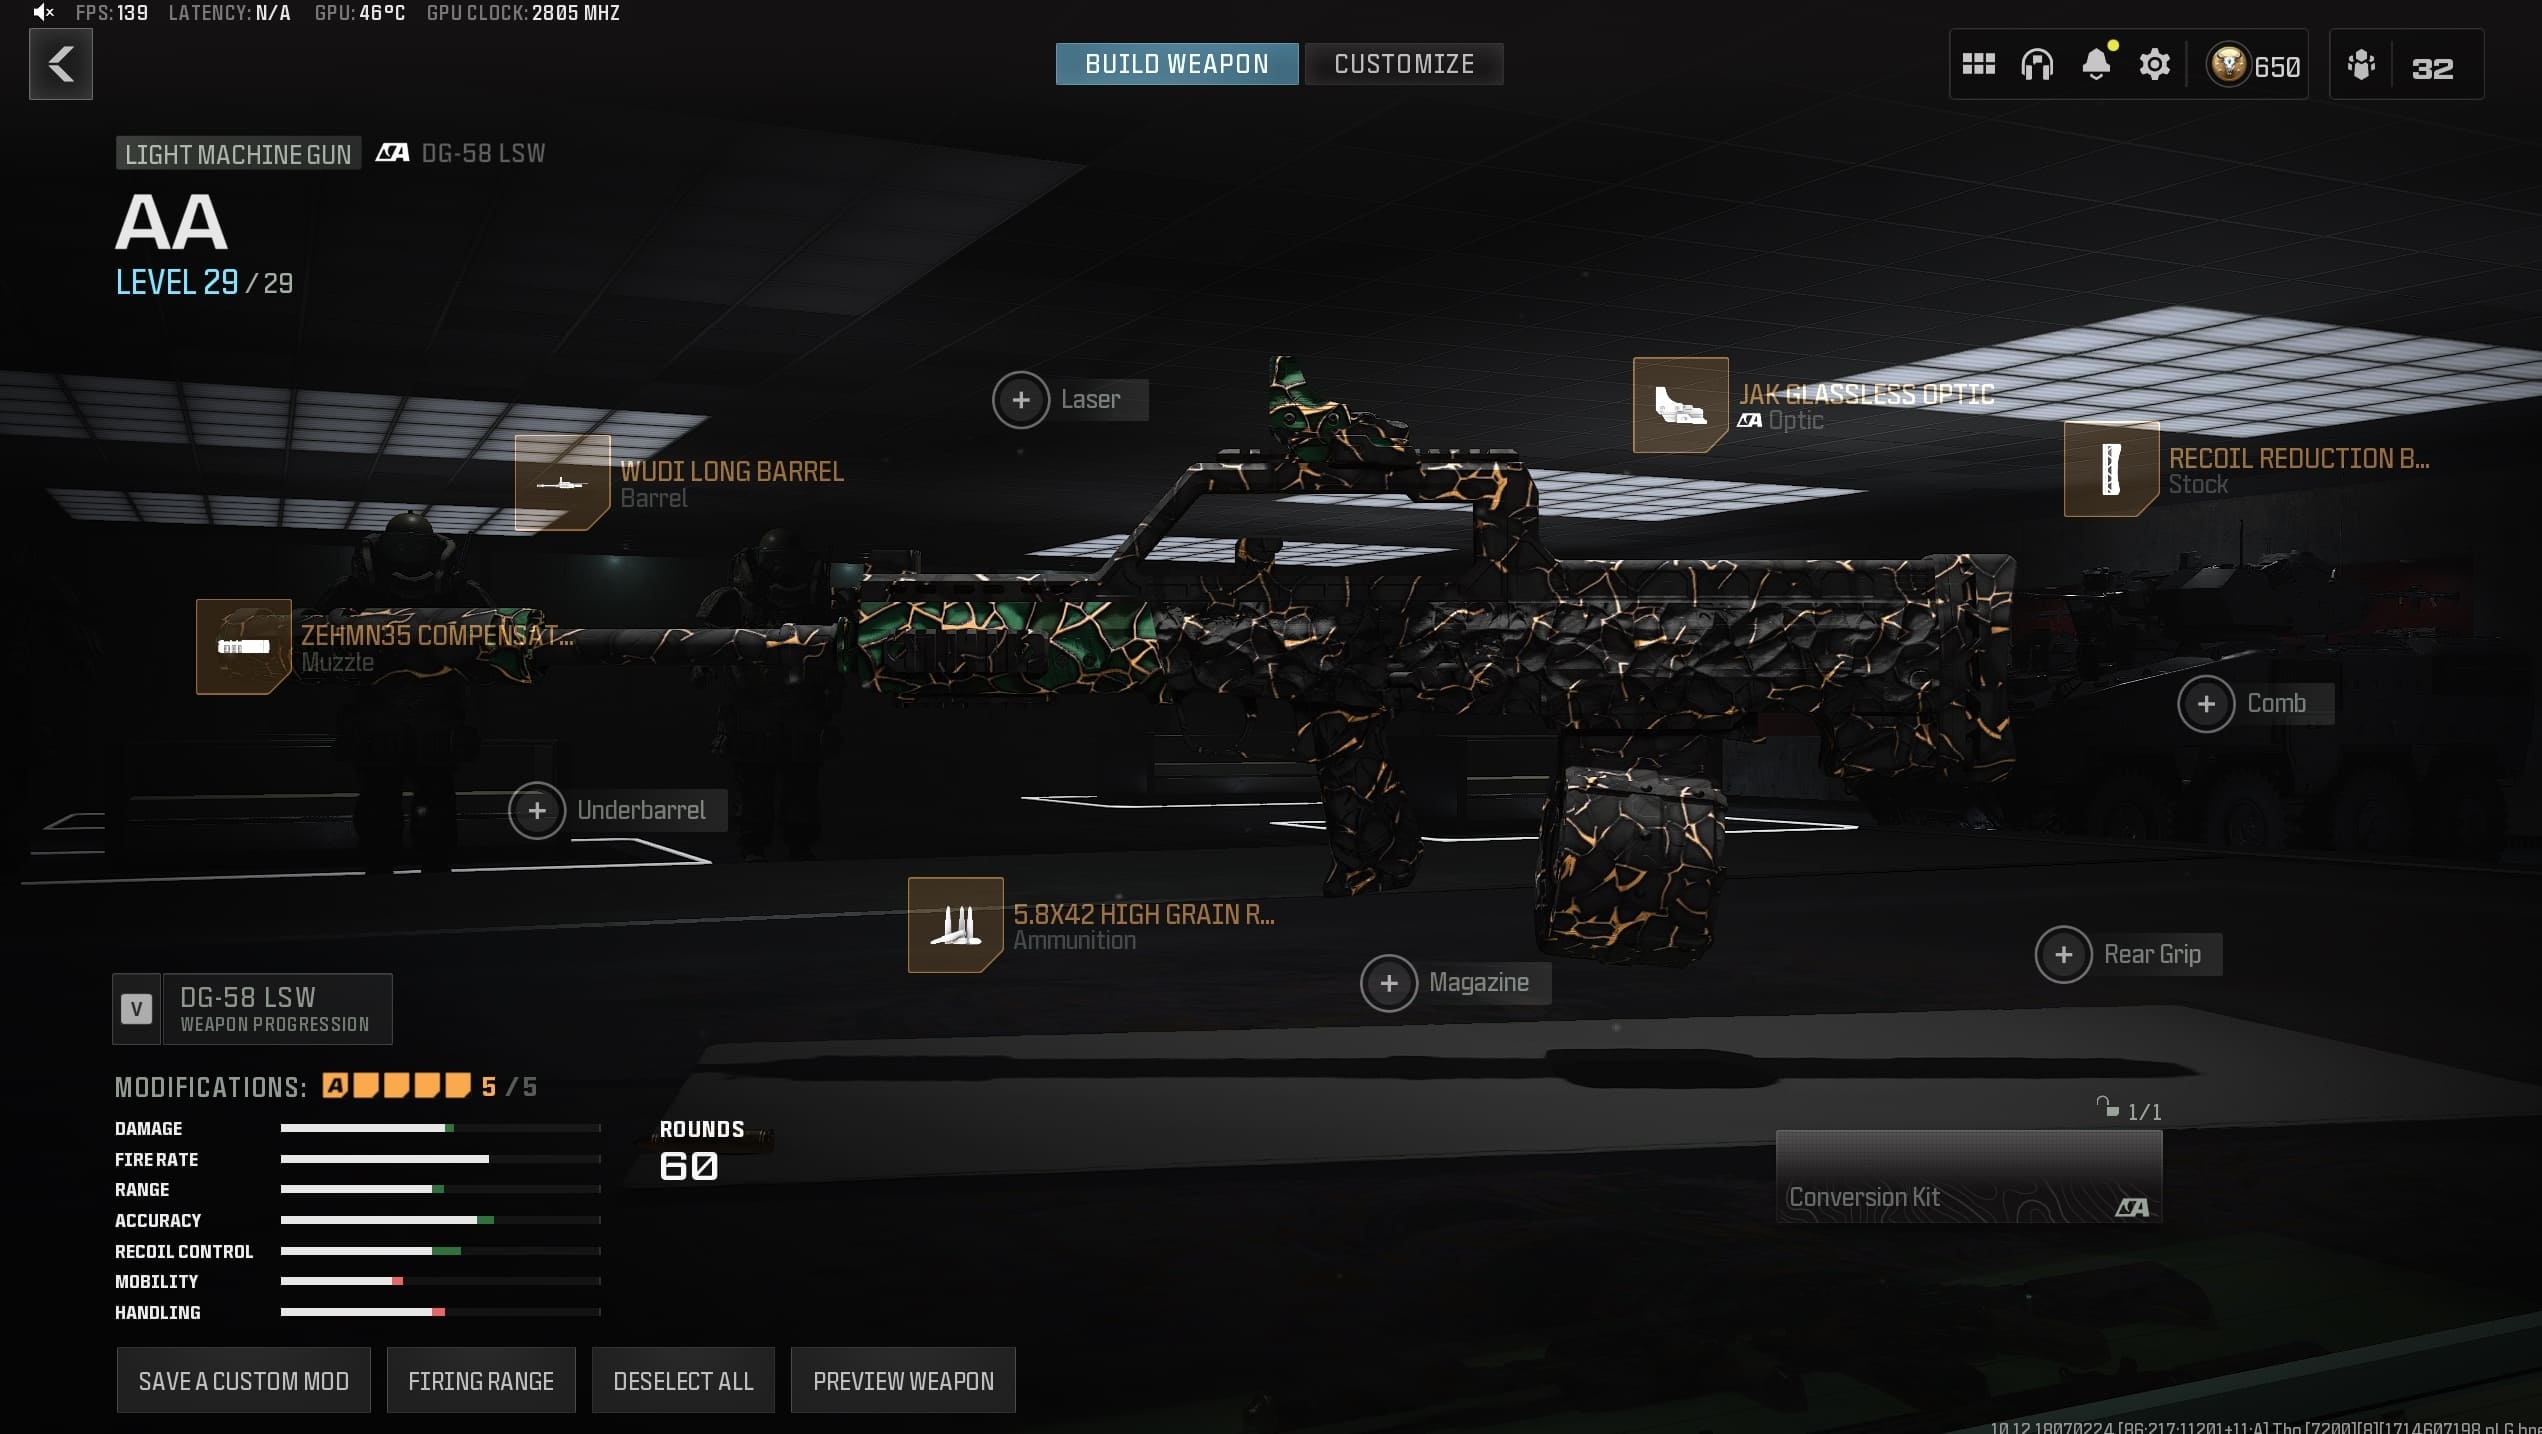 FPS: 139 LATENCY: N/A GPU: 46°C GPU CLOCK: 2805 MHZ
BUILD WEAPON CUSTOMIZE
650 32
LIGHT MACHINE GUN DG-58 LSW
AA
LEVEL 29 / 29
Laser
JAK GLASSLESS OPTIC
Optic
WUDI LONG BARREL
Barrel
RECOIL REDUCTION B...
Stock
ZEHMN35 COMPENSAT...
Muzzle
Comb
Underbarrel
5.8X42 HIGH GRAIN R...
Ammunition
Rear Grip
Magazine
V DG-58 LSW
WEAPON PROGRESSION
MODIFICATIONS: A 5 / 5
DAMAGE
FIRE RATE
RANGE
ACCURACY
RECOIL CONTROL
MOBILITY
HANDLING
ROUNDS
60
1/1
Conversion Kit
SAVE A CUSTOM MOD FIRING RANGE DESELECT ALL PREVIEW WEAPON